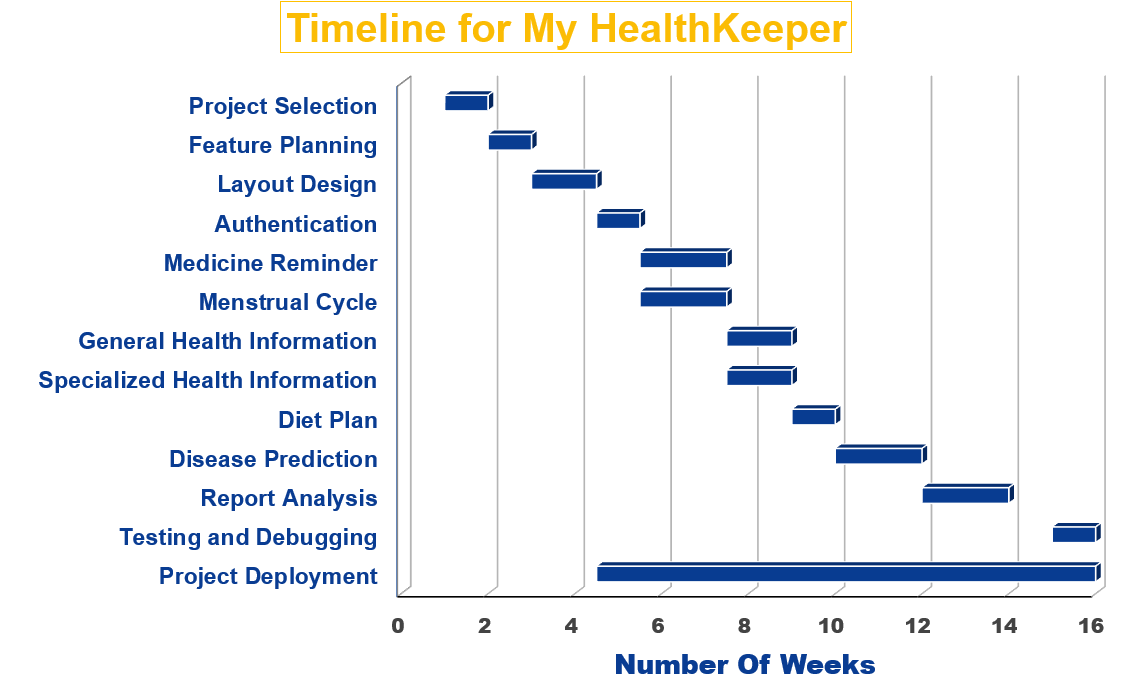 Timeline for My HealthKeeper
Project Selection
Feature Planning
Layout Design
Authentication
Medicine Reminder
Menstrual Cycle
General Health Information
Specialized Health Information
Diet Plan
Disease Prediction
Report Analysis
Testing and Debugging
Project Deployment
0 2 4 6 8 10 12 14 16
Number Of Weeks